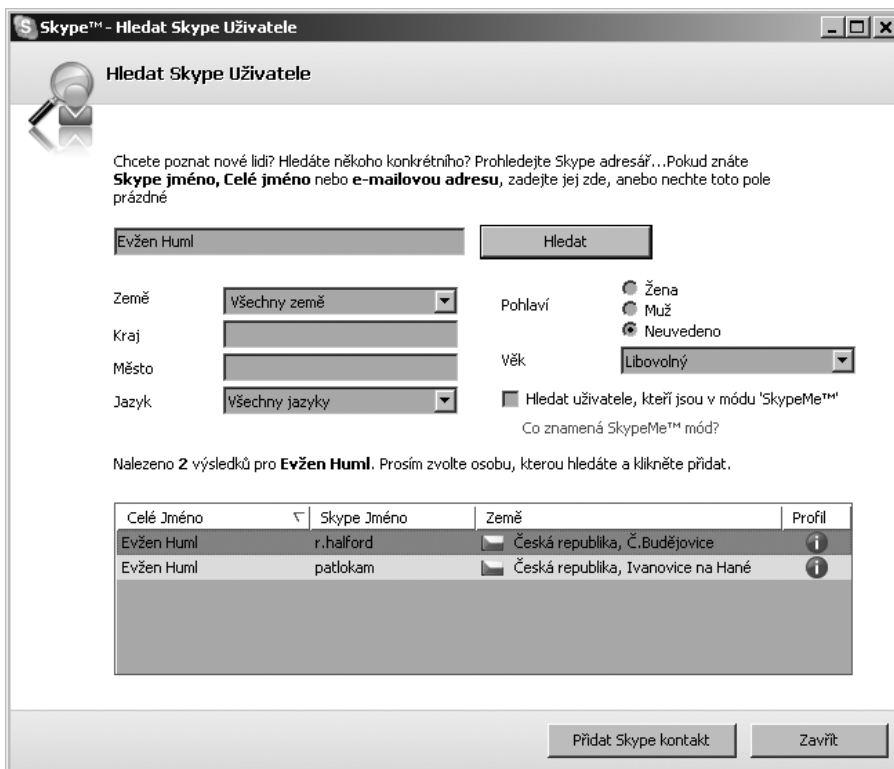 Skype™ - Hledat Skype Uživatele
Hledat Skype Uživatele
Chcete poznat nové lidi? Hledáte někoho konkrétního? Prohledejte Skype adresář...Pokud znáte
Skype jméno, Celé jméno nebo e-mailovou adresu, zadejte jej zde, anebo nechte toto pole
prázdné
Evžen Huml
Hledat
Země
Všechny země
Kraj
Město
Jazyk
Všechny jazyky
Pohlaví
Žena
Muž
Neuvedeno
Věk
Libovolný
Hledat uživatele, kteří jsou v módu 'SkypeMe™'
Co znamená SkypeMe™ mód?
Nalezeno 2 výsledků pro Evžen Huml. Prosím zvolte osobu, kterou hledáte a klikněte přidat.
Celé Jméno Skype Jméno Země Profil
Evžen Huml r.halford Česká republika, Č.Budějovice
Evžen Huml patlokam Česká republika, Ivanovice na Hané
Přidat Skype kontakt
Zavřít